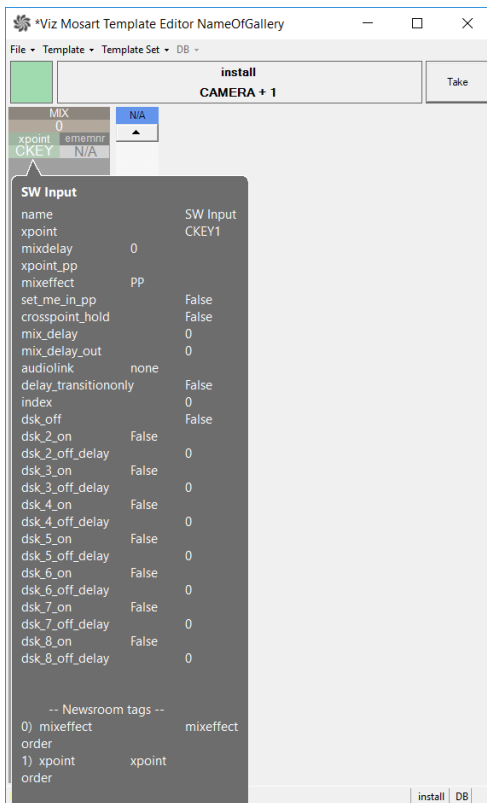 *Viz Mosart Template Editor NameOfGallery
File Template Template Set DB
install
CAMERA + 1
Take
MIX
0
xpoint ememnr
CKEY N/A
N/A
SW Input
name SW Input
xpoint CKEY1
mixdelay 0
xpoint_pp
mixeffect PP
set_me_in_pp False
crosspoint_hold False
mix_delay 0
mix_delay_out 0
audiolink none
delay_transitiononly False
index 0
dsk_off False
dsk_2_on False
dsk_2_off_delay 0
dsk_3_on False
dsk_3_off_delay 0
dsk_4_on False
dsk_4_off_delay 0
dsk_5_on False
dsk_5_off_delay 0
dsk_6_on False
dsk_6_off_delay 0
dsk_7_on False
dsk_7_off_delay 0
dsk_8_on False
dsk_8_off_delay 0
-- Newsroom tags --
0) mixeffect mixeffect
order
1) xpoint xpoint
order
install DB